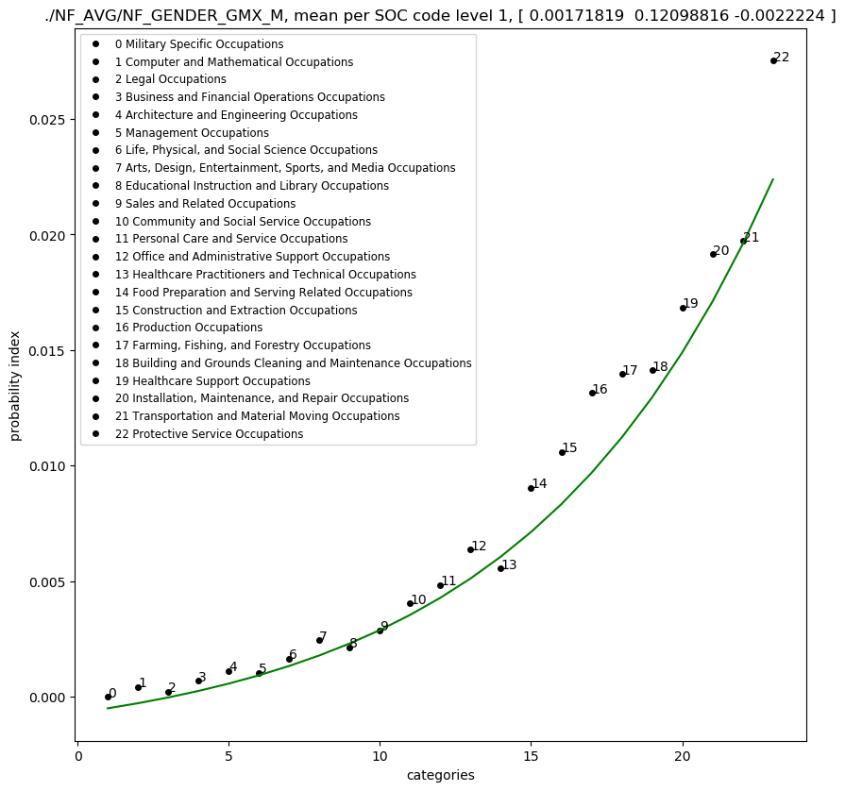 ./NF_AVG/NF_GENDER_GMX_M, mean per SOC code level 1, [ 0.00171819  0.12098816 -0.0022224 ]
0 Military Specific Occupations
1 Computer and Mathematical Occupations
2 Legal Occupations
3 Business and Financial Operations Occupations
4 Architecture and Engineering Occupations
5 Management Occupations
6 Life, Physical, and Social Science Occupations
7 Arts, Design, Entertainment, Sports, and Media Occupations
8 Educational Instruction and Library Occupations
9 Sales and Related Occupations
10 Community and Social Service Occupations
11 Personal Care and Service Occupations
12 Office and Administrative Support Occupations
13 Healthcare Practitioners and Technical Occupations
14 Food Preparation and Serving Related Occupations
15 Construction and Extraction Occupations
16 Production Occupations
17 Farming, Fishing, and Forestry Occupations
18 Building and Grounds Cleaning and Maintenance Occupations
19 Healthcare Support Occupations
20 Installation, Maintenance, and Repair Occupations
21 Transportation and Material Moving Occupations
22 Protective Service Occupations
probability index
0.025
0.020
0.015
0.010
0.005
0.000
0
1
2
3
4
5
6
7
8
9
10
11
12
13
14
15
16
17
18
19
20
21
22
0
5
10
15
20
categories